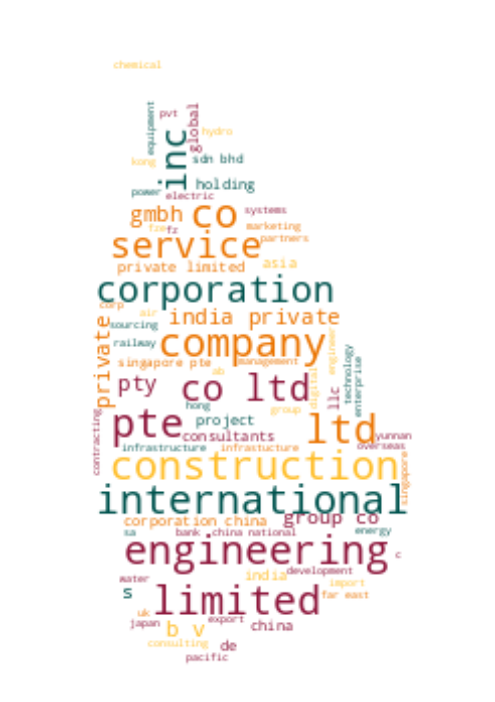 chemical
equipment
pvt
global
inc
hydro
kong
sdn bhd
power
holding
electric
gmbh
co
systems
fze
fz
marketing
service
partners
private limited
asia
corporation
corp
air
india private
sourcing
private
railway
company
engineer
singapore pte
management
ab
technology
enterprise
digital
pty
co ltd
llc
hong
group
contracting
pte
project
ltd
consultants
yunnan
infrastructure
infrastucture
overseas
construction
singapore
international
corporation china
group co
sa
bank
china national
energy
engineering
c
water
india
development
import
s
limited
far east
uk
export
japan
b v
china
consulting
de
pacific